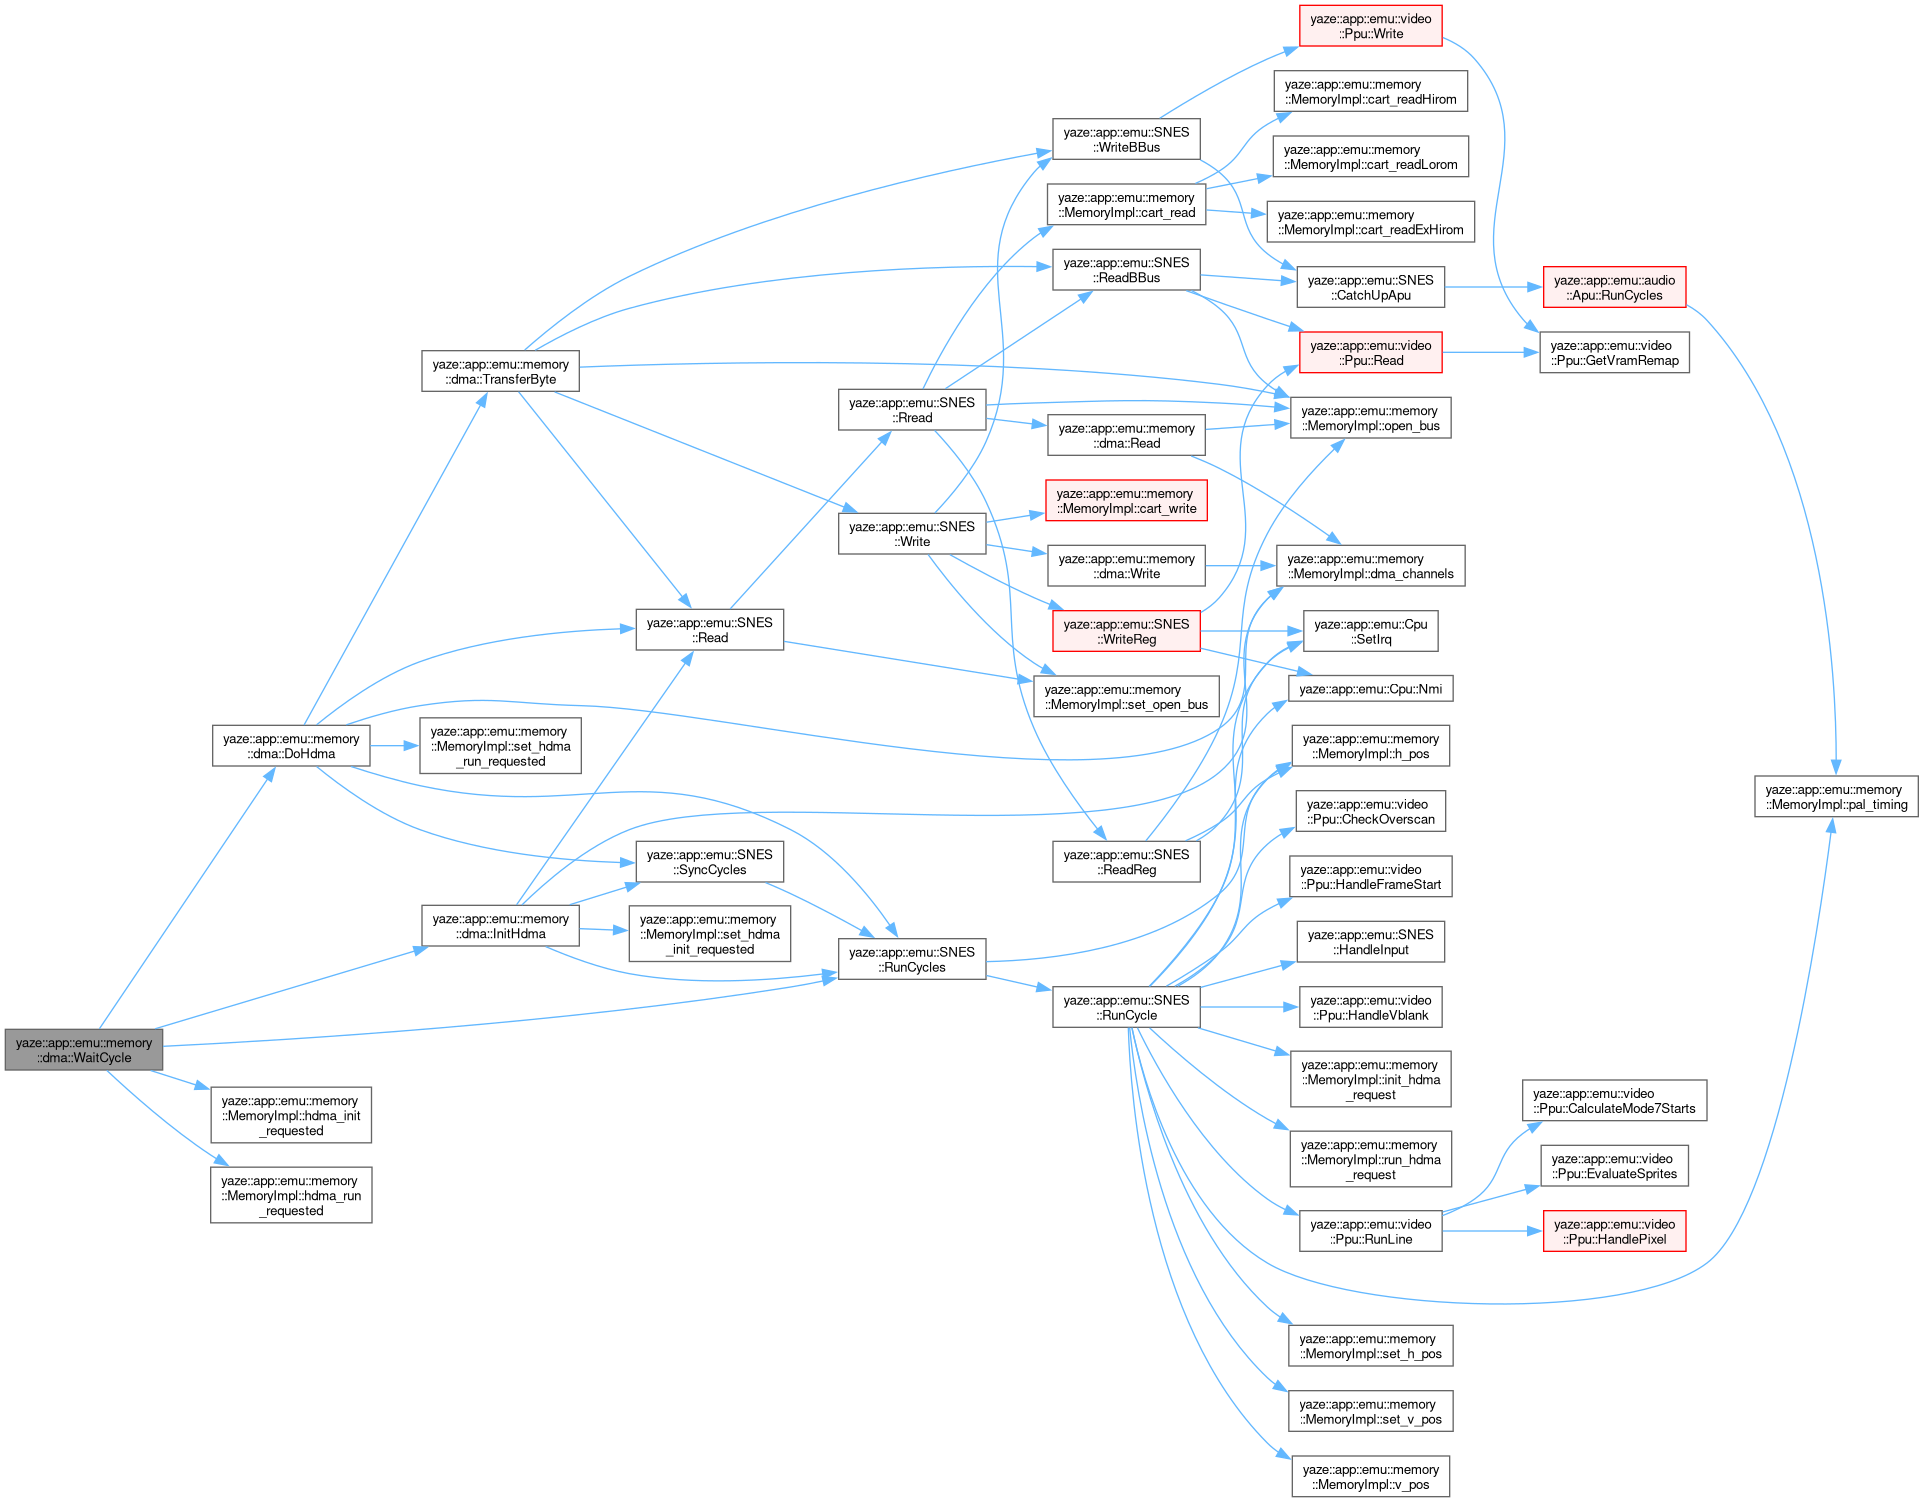 yaze::app::emu::memory
::dma::WaitCycle
yaze::app::emu::memory
::dma::DoHdma
yaze::app::emu::memory
::dma::InitHdma
yaze::app::emu::memory
::MemoryImpl::hdma_init
_requested
yaze::app::emu::memory
::MemoryImpl::hdma_run
_requested
yaze::app::emu::memory
::dma::TransferByte
yaze::app::emu::memory
::MemoryImpl::set_hdma
_run_requested
yaze::app::emu::SNES
::Read
yaze::app::emu::SNES
::SyncCycles
yaze::app::emu::memory
::MemoryImpl::set_hdma
_init_requested
yaze::app::emu::SNES
::Rread
yaze::app::emu::SNES
::Write
yaze::app::emu::SNES
::RunCycles
yaze::app::emu::SNES
::WriteBBus
yaze::app::emu::memory
::MemoryImpl::cart_read
yaze::app::emu::SNES
::ReadBBus
yaze::app::emu::memory
::dma::Read
yaze::app::emu::memory
::MemoryImpl::cart_write
yaze::app::emu::memory
::dma::Write
yaze::app::emu::SNES
::WriteReg
yaze::app::emu::memory
::MemoryImpl::set_open_bus
yaze::app::emu::SNES
::ReadReg
yaze::app::emu::SNES
::RunCycle
yaze::app::emu::video
::Ppu::Write
yaze::app::emu::memory
::MemoryImpl::cart_readHirom
yaze::app::emu::memory
::MemoryImpl::cart_readLorom
yaze::app::emu::memory
::MemoryImpl::cart_readExHirom
yaze::app::emu::SNES
::CatchUpApu
yaze::app::emu::video
::Ppu::Read
yaze::app::emu::memory
::MemoryImpl::open_bus
yaze::app::emu::memory
::MemoryImpl::dma_channels
yaze::app::emu::Cpu
::SetIrq
yaze::app::emu::Cpu::Nmi
yaze::app::emu::memory
::MemoryImpl::h_pos
yaze::app::emu::video
::Ppu::CheckOverscan
yaze::app::emu::video
::Ppu::HandleFrameStart
yaze::app::emu::SNES
::HandleInput
yaze::app::emu::video
::Ppu::HandleVblank
yaze::app::emu::memory
::MemoryImpl::init_hdma
_request
yaze::app::emu::memory
::MemoryImpl::run_hdma
_request
yaze::app::emu::video
::Ppu::RunLine
yaze::app::emu::memory
::MemoryImpl::set_h_pos
yaze::app::emu::memory
::MemoryImpl::set_v_pos
yaze::app::emu::memory
::MemoryImpl::v_pos
yaze::app::emu::audio
::Apu::RunCycles
yaze::app::emu::video
::Ppu::GetVramRemap
yaze::app::emu::video
::Ppu::CalculateMode7Starts
yaze::app::emu::video
::Ppu::EvaluateSprites
yaze::app::emu::video
::Ppu::HandlePixel
yaze::app::emu::memory
::MemoryImpl::pal_timing